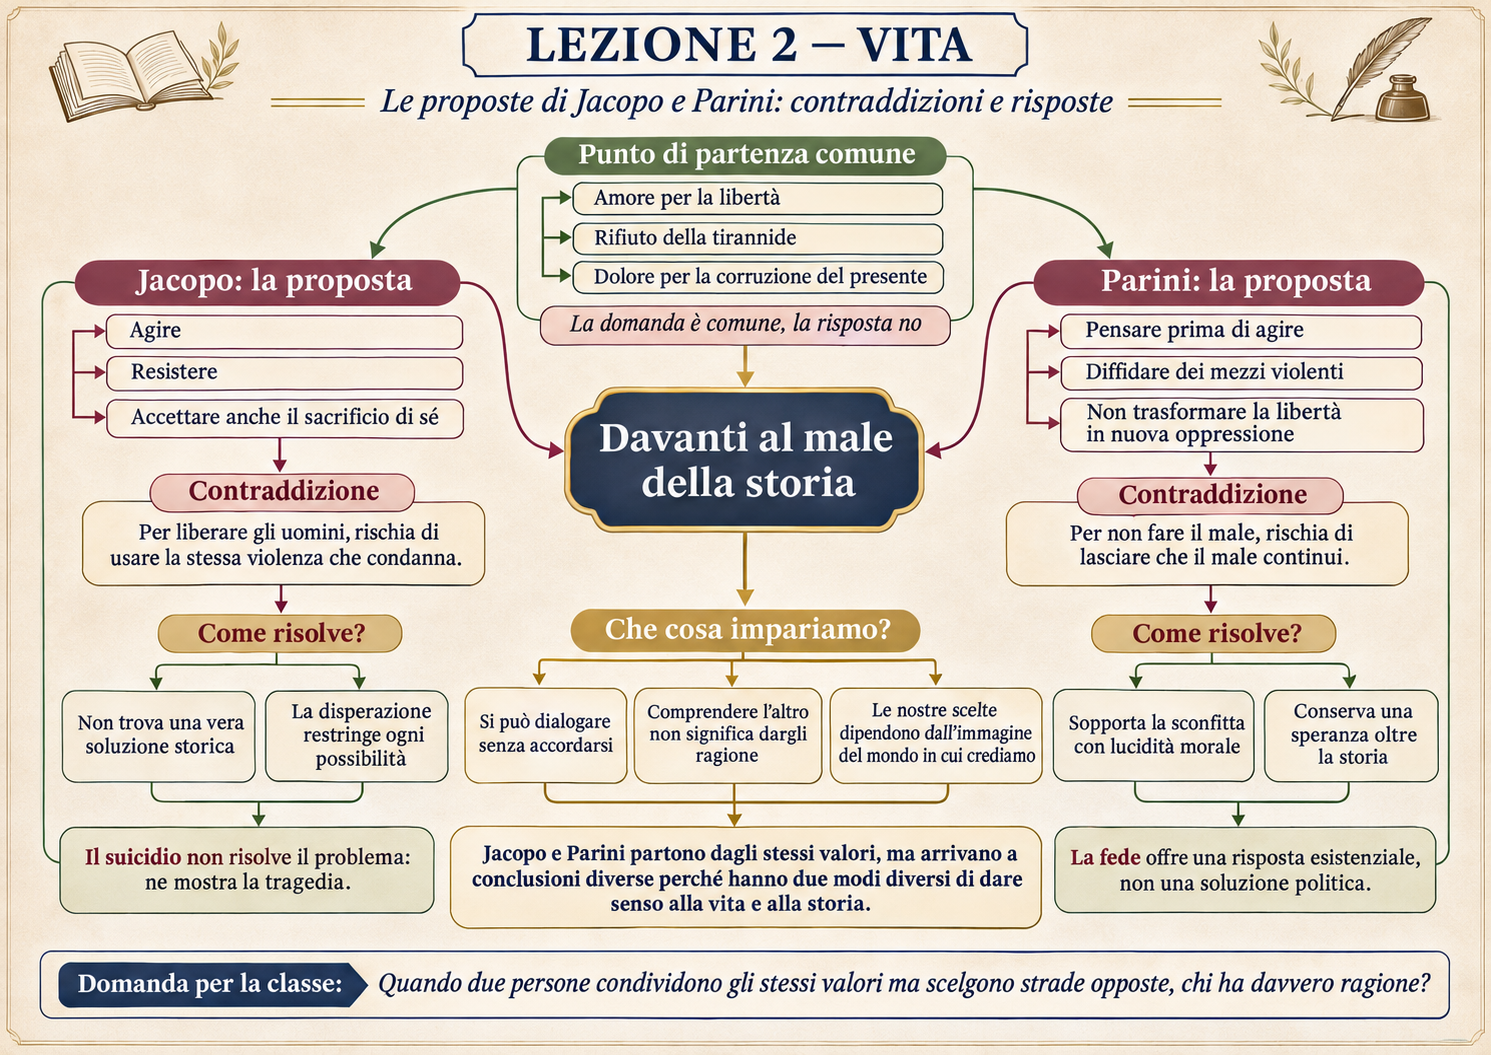 LEZIONE 2 – VITA
Le proposte di Jacopo e Parini: contraddizioni e risposte
Punto di partenza comune
Amore per la libertà
Rifiuto della tirannide
Dolore per la corruzione del presente
La domanda è comune, la risposta no
Jacopo: la proposta
Agire
Resistere
Accettare anche il sacrificio di sé
Contraddizione
Per liberare gli uomini, rischia di
usare la stessa violenza che condanna.
Come risolve?
Non trova una vera
soluzione storica
La disperazione
restringe ogni
possibilità
Il suicidio non risolve il problema:
ne mostra la tragedia.
Davanti al male
della storia
Che cosa impariamo?
Si può dialogare
senza accordarsi
Comprendere l'altro
non significa dargli
ragione
Le nostre scelte
dipendono dall'immagine
del mondo in cui crediamo
Jacopo e Parini partono dagli stessi valori, ma arrivano a
conclusioni diverse perché hanno due modi diversi di dare
senso alla vita e alla storia.
Parini: la proposta
Pensare prima di agire
Diffidare dei mezzi violenti
Non trasformare la libertà
in nuova oppressione
Contraddizione
Per non fare il male, rischia di
lasciare che il male continui.
Come risolve?
Sopporta la sconfitta
con lucidità morale
Conserva una
speranza oltre
la storia
La fede offre una risposta esistenziale,
non una soluzione politica.
Domanda per la classe: Quando due persone condividono gli stessi valori ma scelgono strade opposte, chi ha davvero ragione?